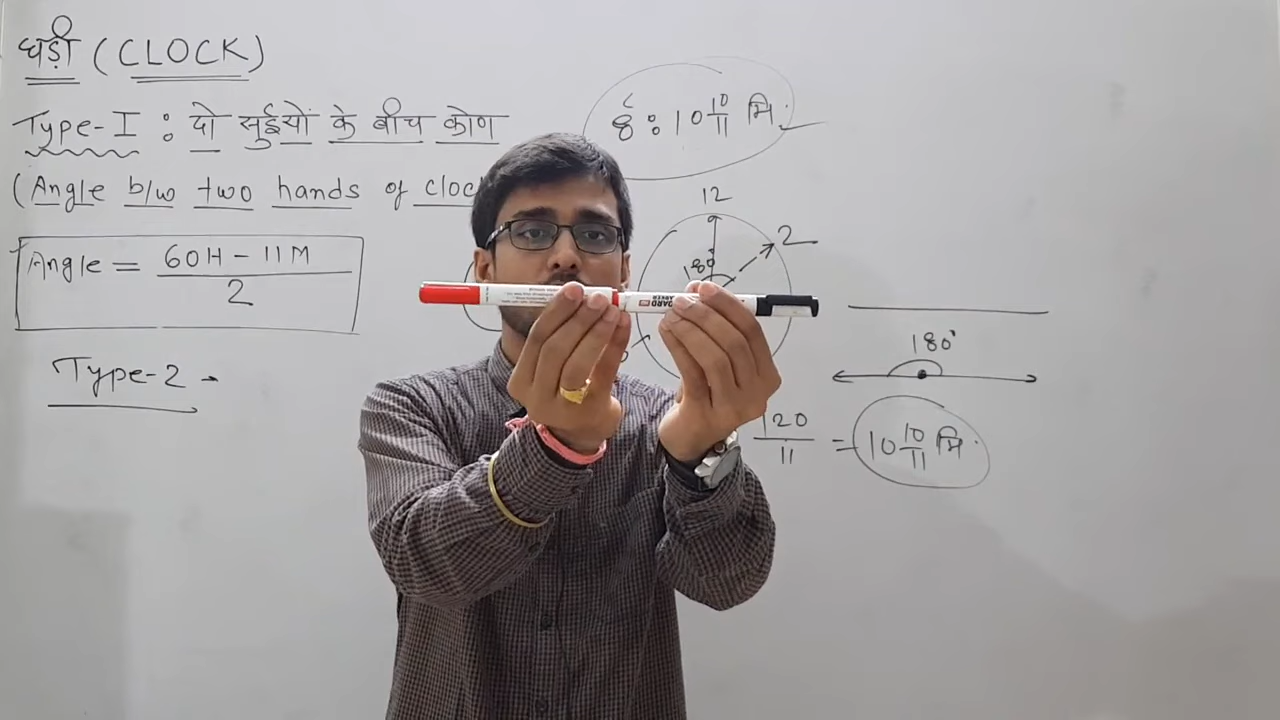 घड़ी (CLOCK)
Type-I : दो सुईयों के बीच कोण
(Angle b/w two hands of cloc
Angle = 60H - 11M / 2
Type-2 →
8 : 10 10/11 मि.
12
2
180°
180°
120 / 11 = 10 10/11 मि.